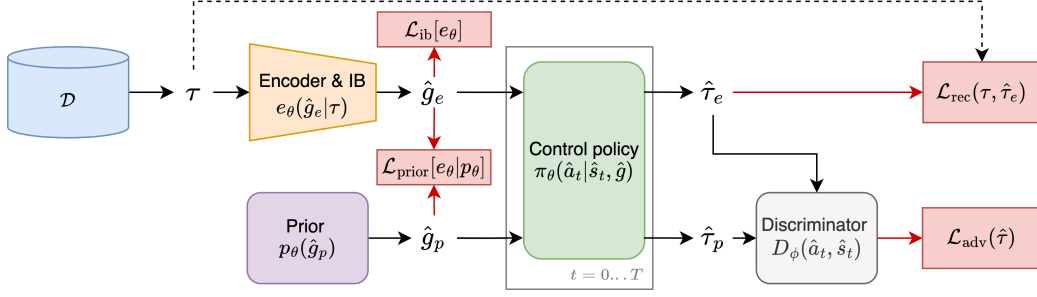 𝓛_ib[e_θ]
Encoder & IB
e_θ(ĝ_e|τ)
𝓓
τ
ĝ_e
τ̂_e
𝓛_rec(τ, τ̂_e)
Control policy
π_θ(â_t|ŝ_t, ĝ)
𝓛_prior[e_θ|p_θ]
Prior
p_θ(ĝ_p)
ĝ_p
τ̂_p
Discriminator
D_ϕ(â_t, ŝ_t)
𝓛_adv(τ̂)
t = 0...T